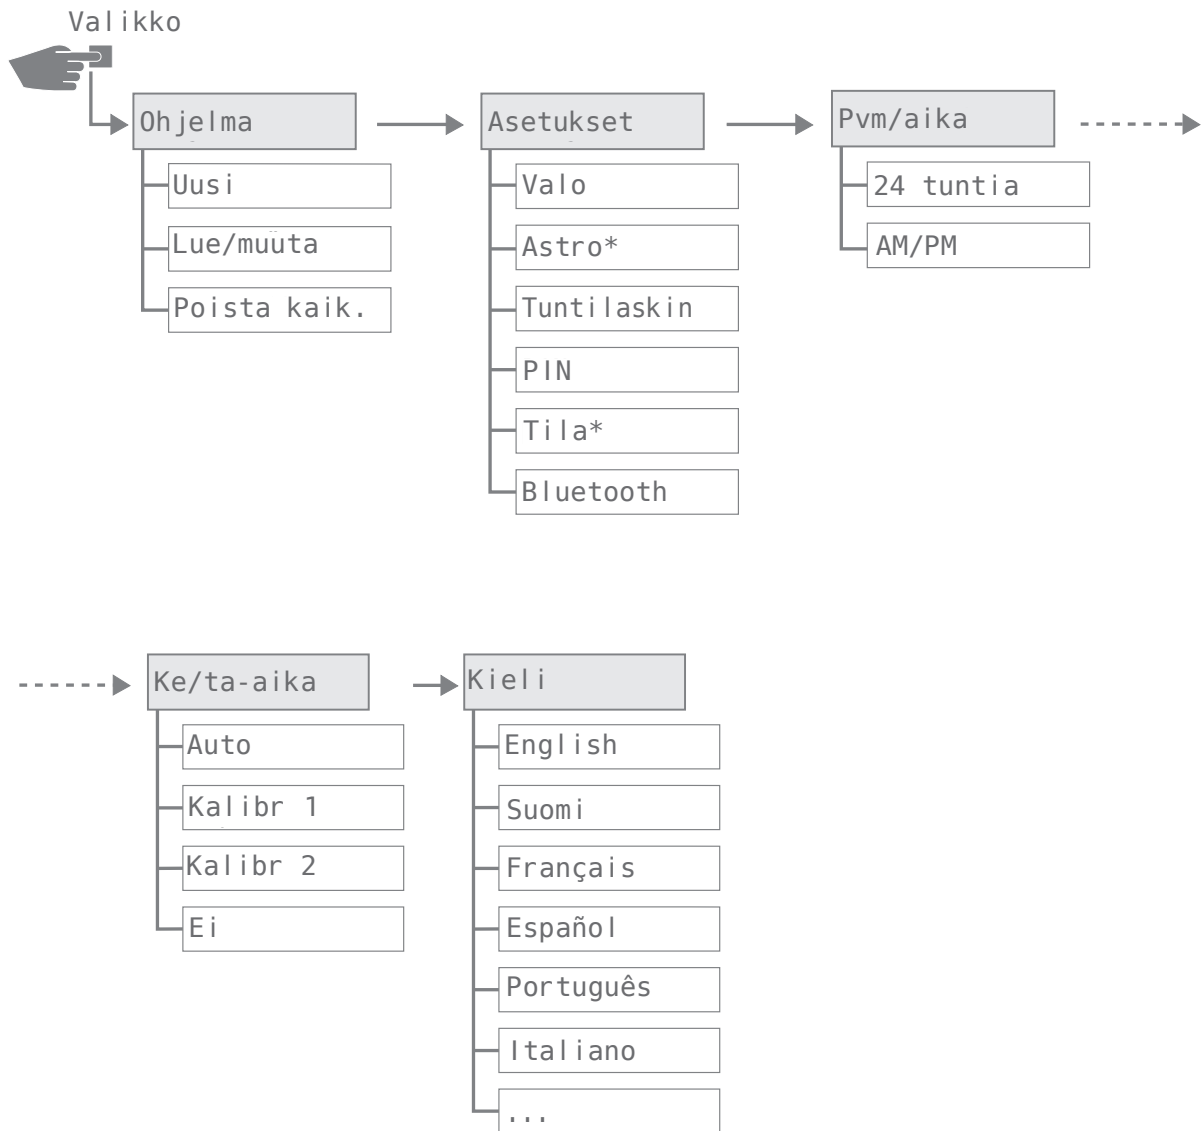 Valikko
Ohjelma
Uusi
Lue/muuta
Poista kaik.
Asetukset
Valo
Astro*
Tuntilaskin
PIN
Tila*
Bluetooth
Pvm/aika
24 tuntia
AM/PM
Ke/ta-aika
Auto
Kalibr 1
Kalibr 2
Ei
Kieli
English
Suomi
Français
Español
Português
Italiano
...